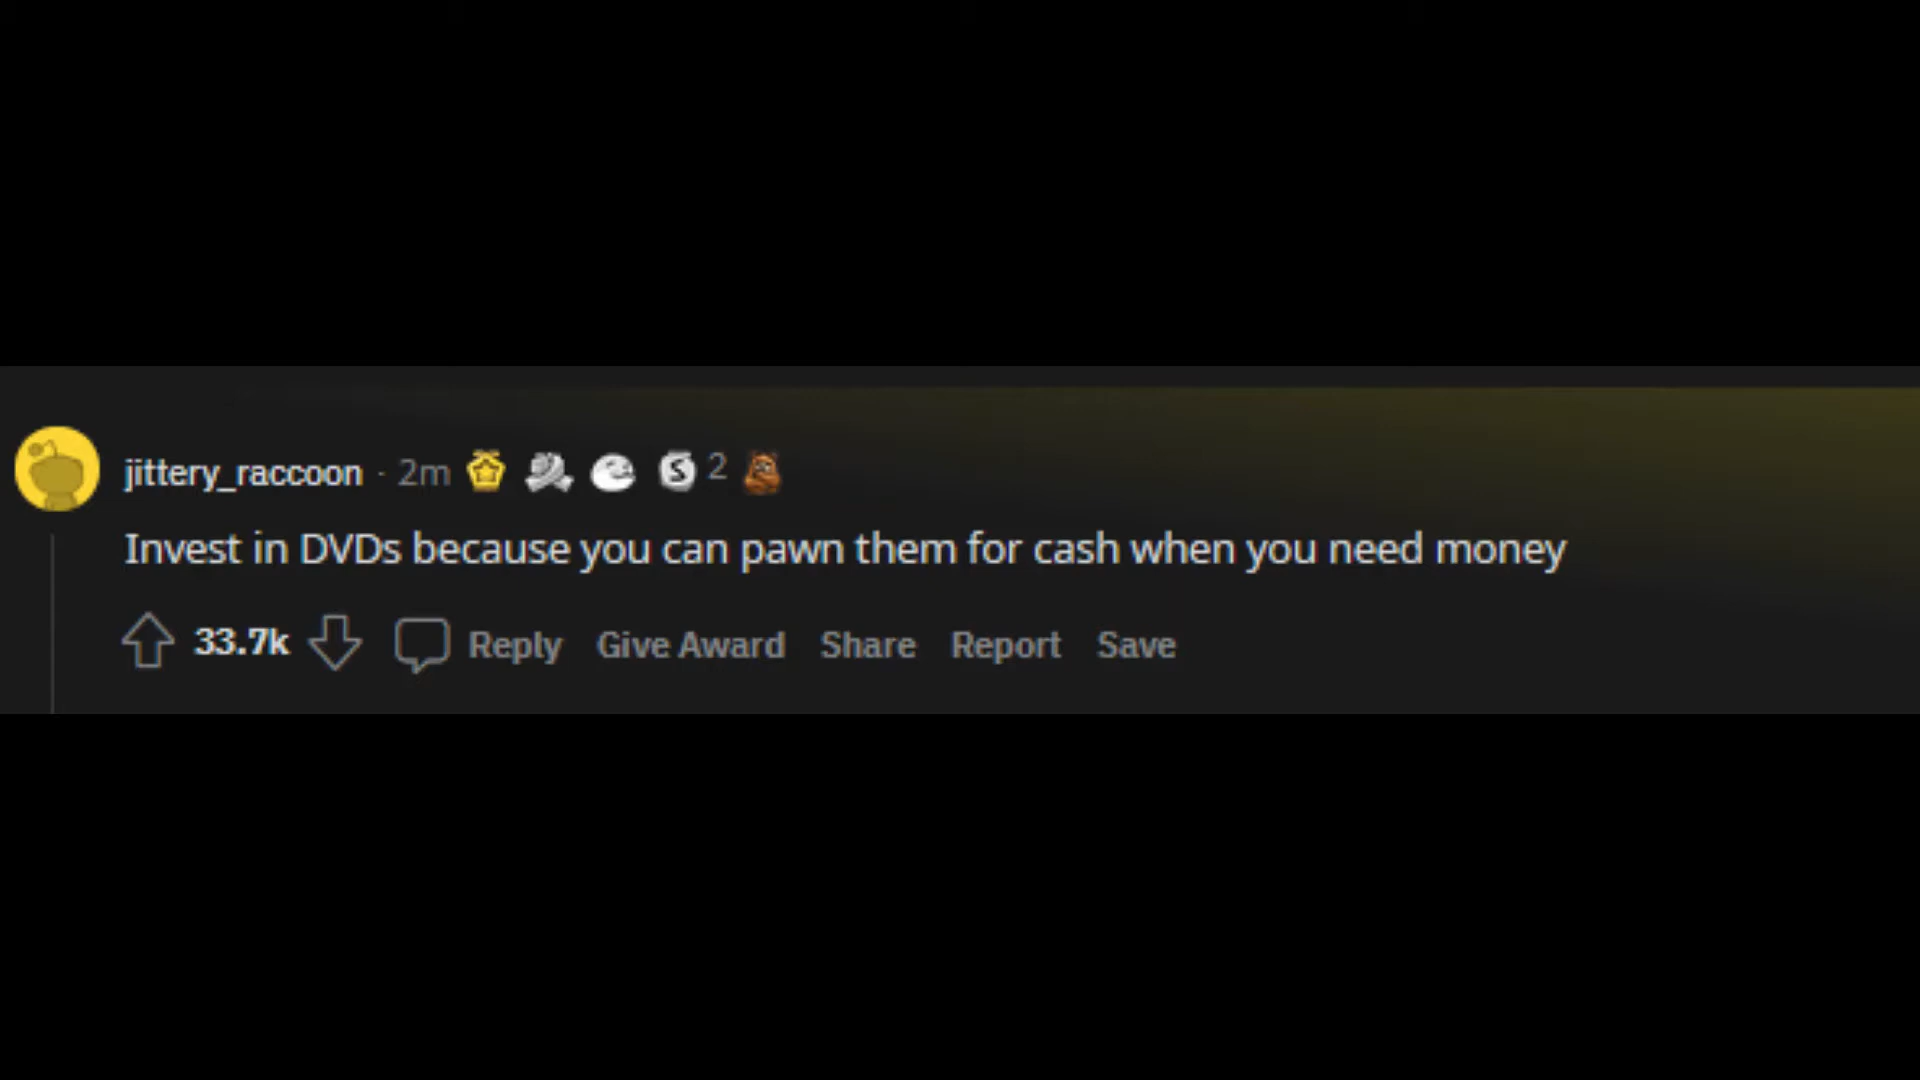 jittery_raccoon · 2m 2
Invest in DVDs because you can pawn them for cash when you need money
33.7k Reply Give Award Share Report Save